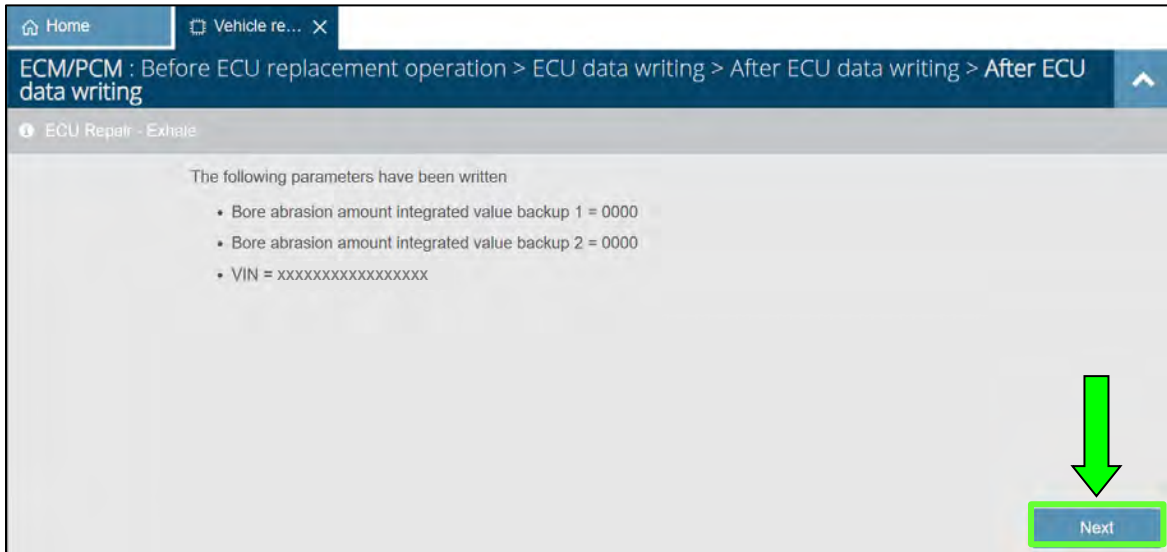 Home
Vehicle re...
ECM/PCM : Before ECU replacement operation > ECU data writing > After ECU data writing > After ECU
data writing
ECU Repair - Exhale
The following parameters have been written
• Bore abrasion amount integrated value backup 1 = 0000
• Bore abrasion amount integrated value backup 2 = 0000
• VIN = xxxxxxxxxxxxxxxxx
Next